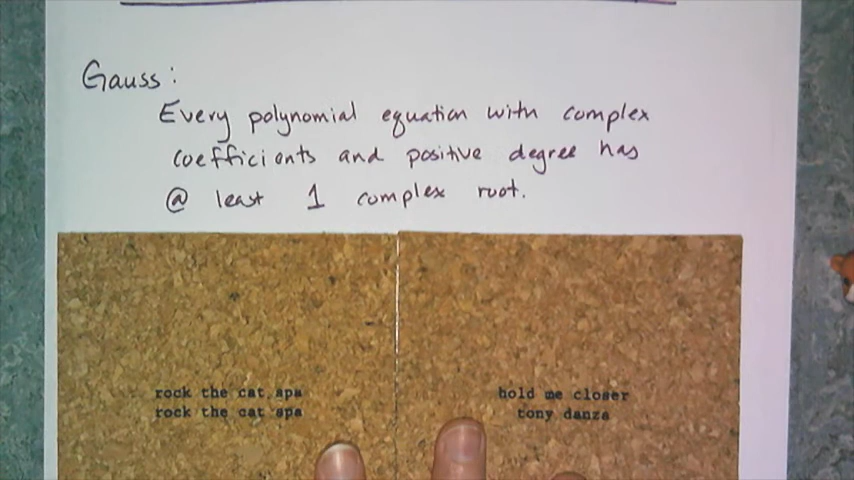 Gauss:
Every polynomial equation with complex
coefficients and positive degree has
@ least 1 complex root.
rock the cat spa
rock the cat spa
hold me closer
tony danza